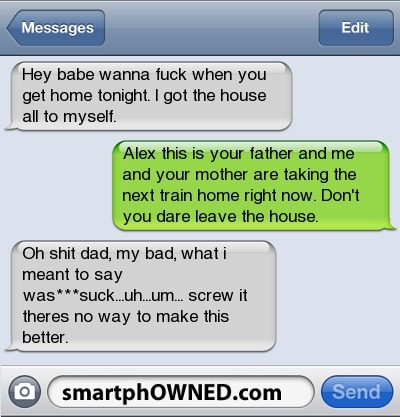 Messages
Edit
Hey babe wanna fuck when you
get home tonight. I got the house
all to myself.
Alex this is your father and me
and your mother are taking the
next train home right now. Don't
you dare leave the house.
Oh shit dad, my bad, what i
meant to say
was***suck...uh...um... screw it
theres no way to make this
better.
smartphOWNED.com
Send